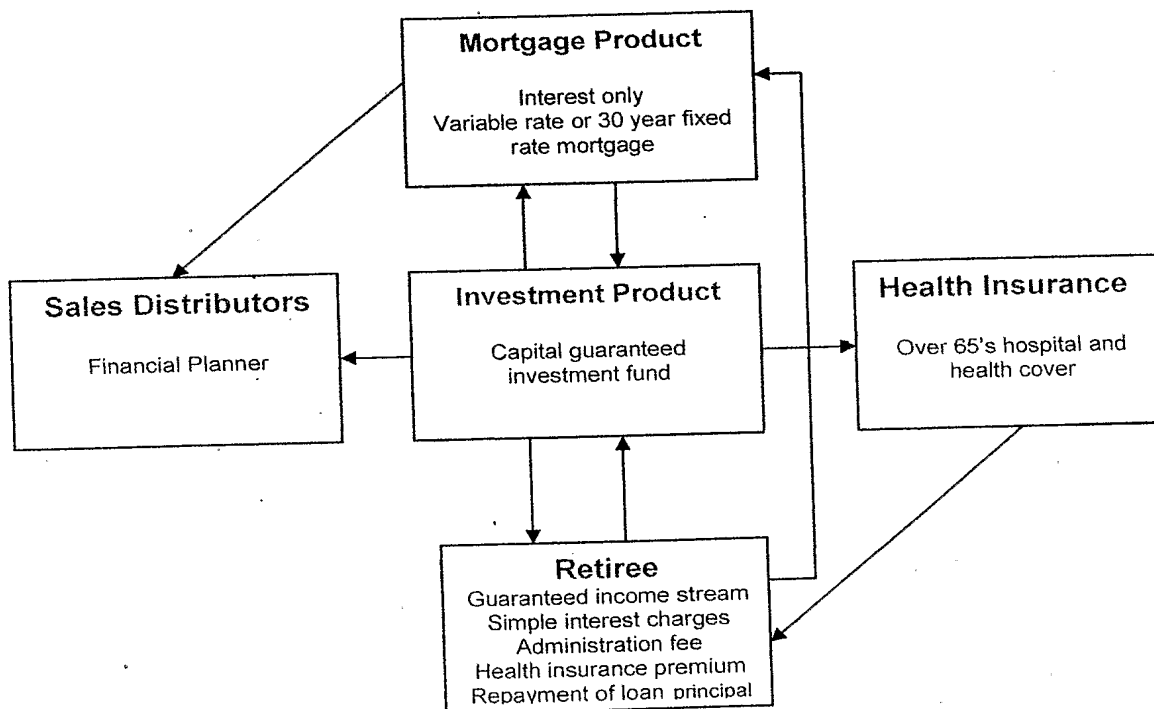 Mortgage Product
Interest only
Variable rate or 30 year fixed
rate mortgage
Sales Distributors
Financial Planner
Investment Product
Capital guaranteed
investment fund
Health Insurance
Over 65's hospital and
health cover
Retiree
Guaranteed income stream
Simple interest charges
Administration fee
Health insurance premium
Repayment of loan principal